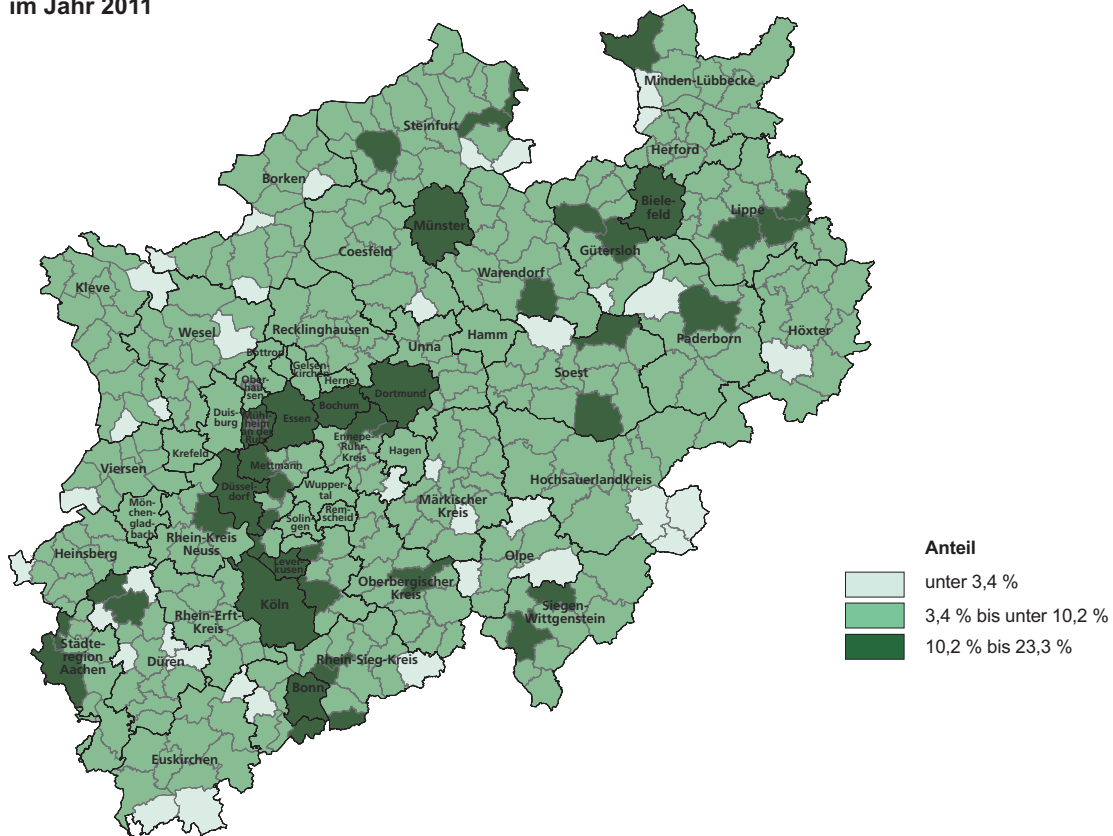 im Jahr 2011
Minden-Lübbecke
Steinfurt
Herford
Borken
Biele-
feld
Lippe
Münster
Gütersloh
Coesfeld
Warendorf
Kleve
Wesel
Recklinghausen
Hamm
Paderborn
Höxter
Unna
Bottrop
Gelsen-
kirchen
Herne
Soest
Ober-
hau-
sen
Dortmund
Bochum
Essen
Duis-
burg
Mühl-
heim
an der
Ruhr
Ennepe-
Ruhr-
Kreis
Hagen
Krefeld
Viersen
Mettmann
Hochsauerlandkreis
Düssel-
dorf
Wupper-
tal
Märkischer
Kreis
Mön-
chen-
glad-
bach
Solin-
gen
Rem-
scheid
Rhein-Kreis
Neuss
Heinsberg
Olpe
Lever-
kusen
Oberbergischer
Kreis
Köln
Siegen-
Wittgenstein
Rhein-Erft-
Kreis
Städte-
region
Aachen
Düren
Rhein-Sieg-Kreis
Bonn
Euskirchen
Anteil
unter 3,4 %
3,4 % bis unter 10,2 %
10,2 % bis 23,3 %